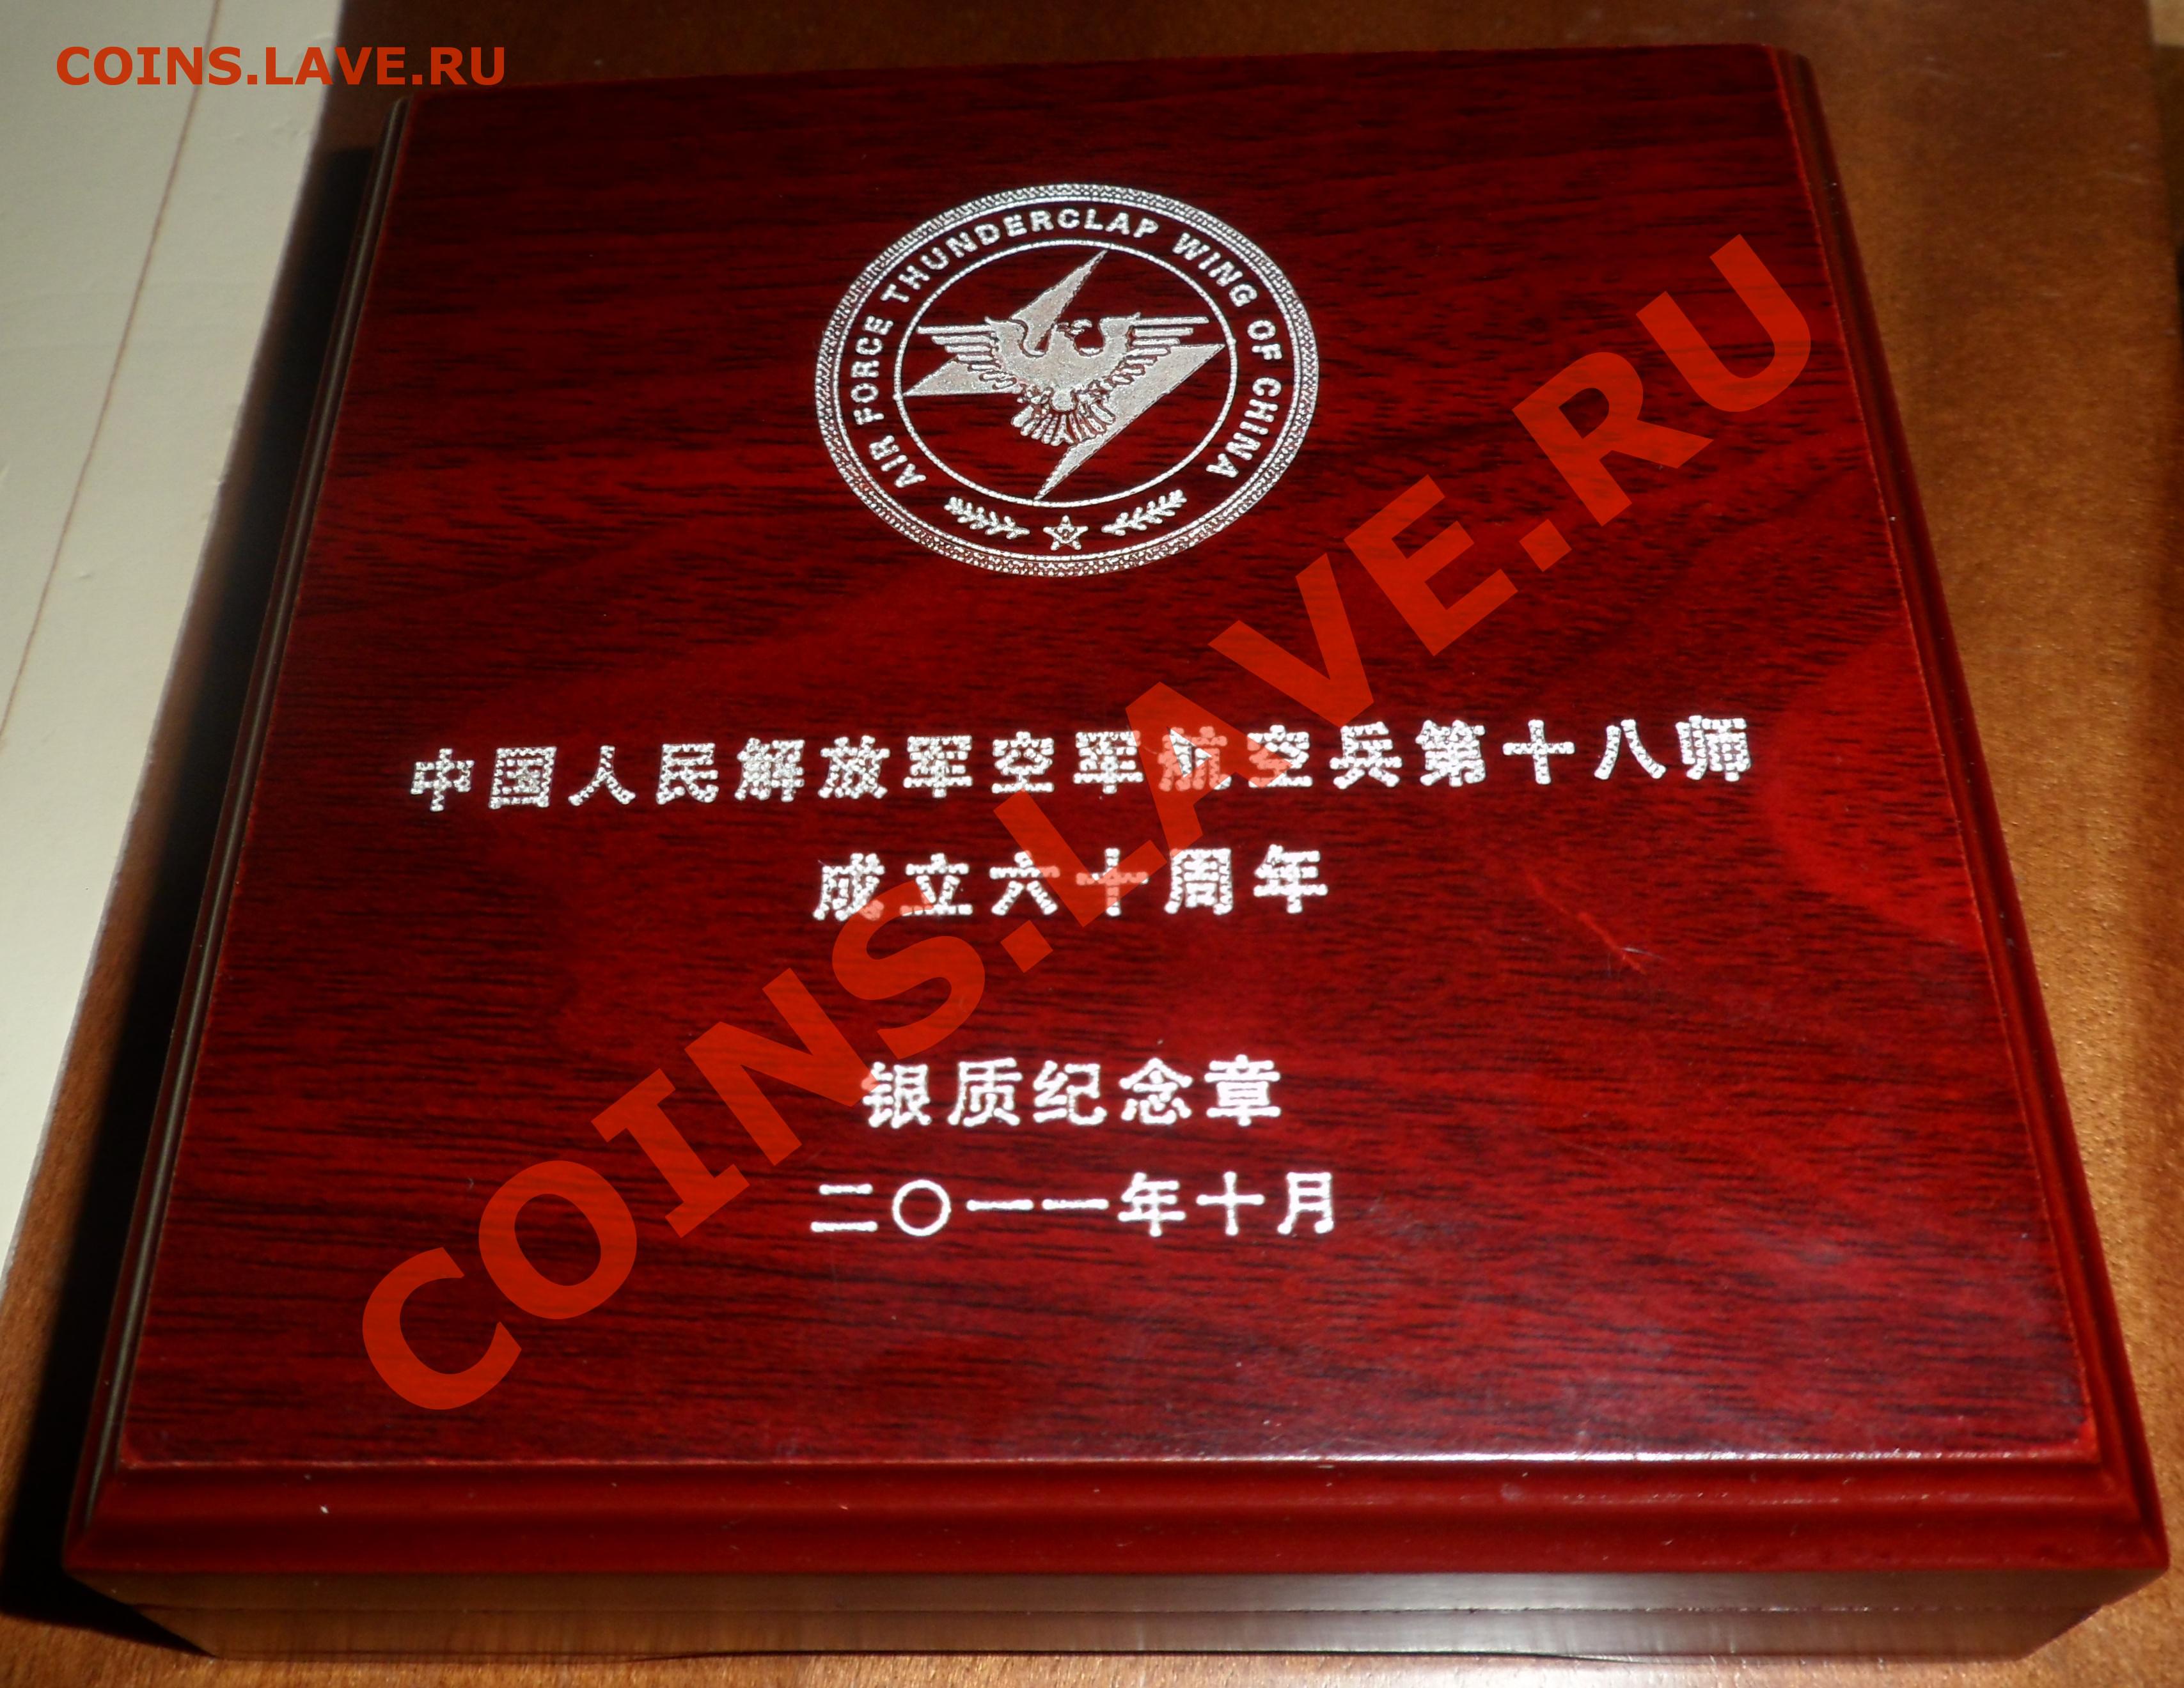 COINS.LAVE.RU
AIR FORCE THUNDERCLAP WING OF CHINA
中国人民解放军空军航空兵第十八师
成立六十周年
银质纪念章
二〇一一年十月
COINS.LAVE.RU